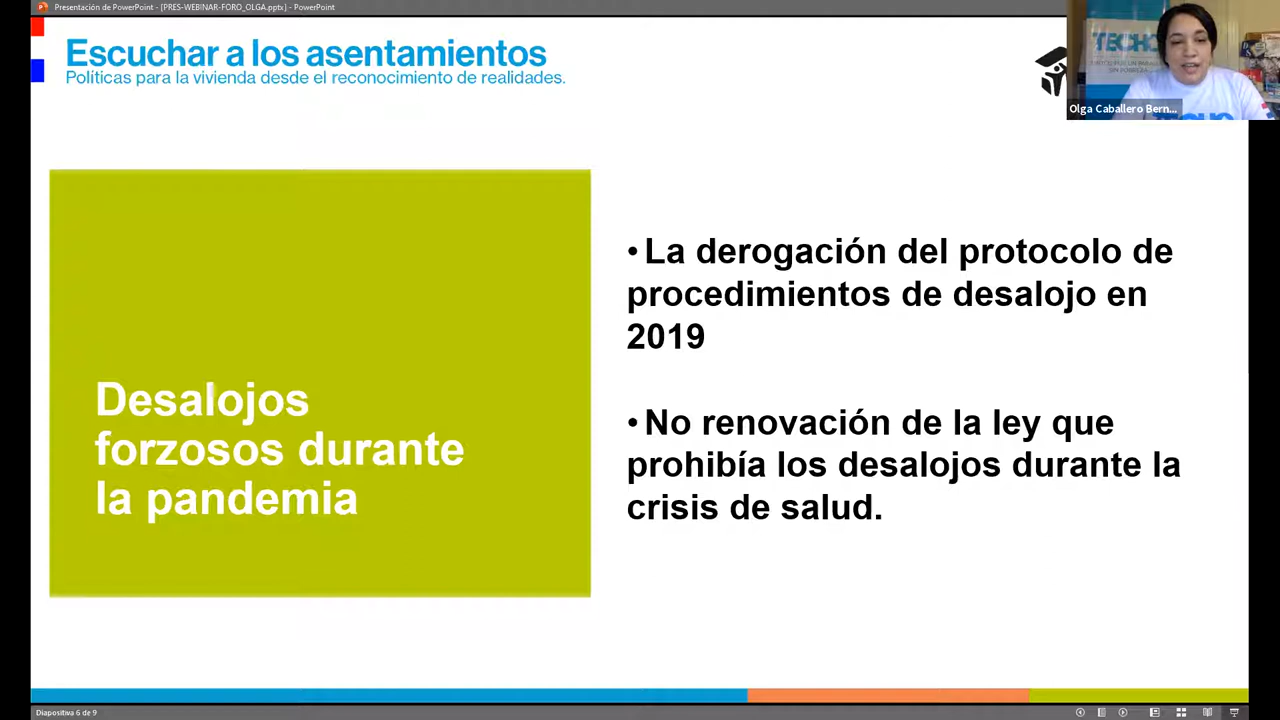 Presentación de PowerPoint - [PRES-WEBINAR-FORO_OLGA.pptx] - PowerPoint
Escuchar a los asentamientos
Políticas para la vivienda desde el reconocimiento de realidades.
TECHO
Olga Caballero Bern...
• La derogación del protocolo de
procedimientos de desalojo en
2019
• No renovación de la ley que
prohibía los desalojos durante la
crisis de salud.
Desalojos
forzosos durante
la pandemia
Diapositiva 6 de 9